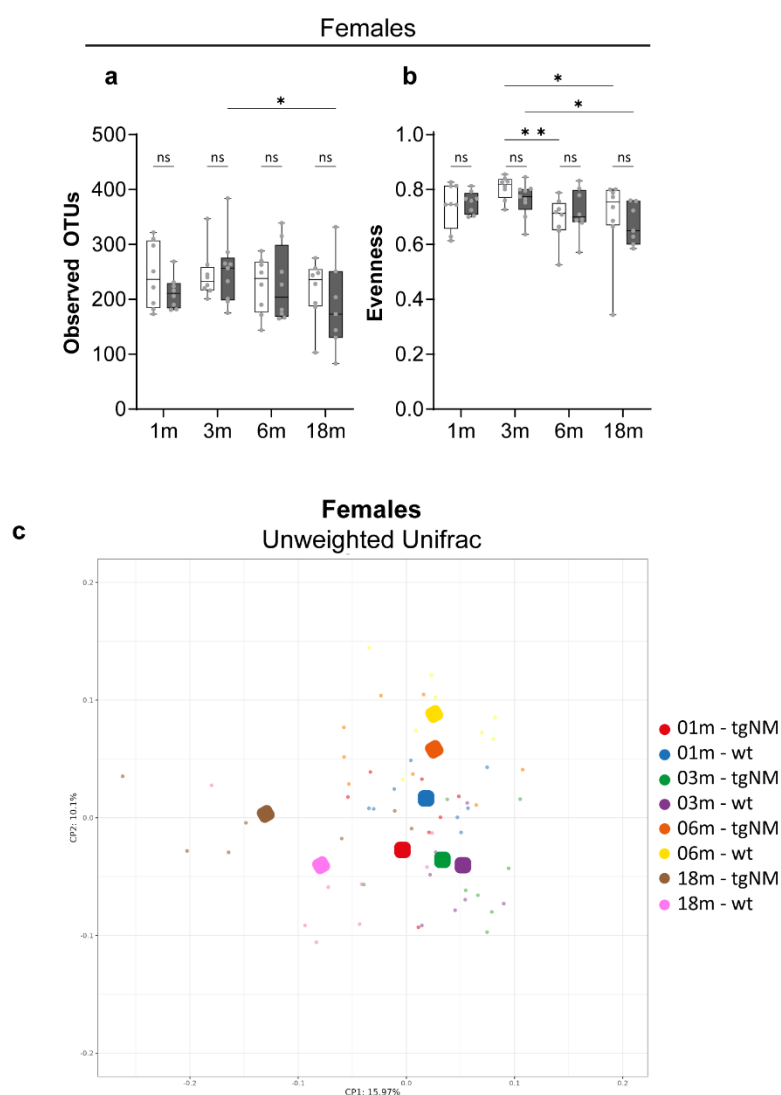 Females
a
b
*
*
*
* *
ns ns ns ns
ns ns ns ns
500
400
300
200
100
0
Observed OTUs
1m 3m 6m 18m
1.0
0.8
0.6
0.4
0.2
0.0
Evenness
1m 3m 6m 18m
c
Females
Unweighted Unifrac
0.2
0.1
0.0
-0.1
-0.2
CP2: 10.1%
-0.2 -0.1 0.0 0.1 0.2
CP1: 15.97%
01m - tgNM
01m - wt
03m - tgNM
03m - wt
06m - tgNM
06m - wt
18m - tgNM
18m - wt